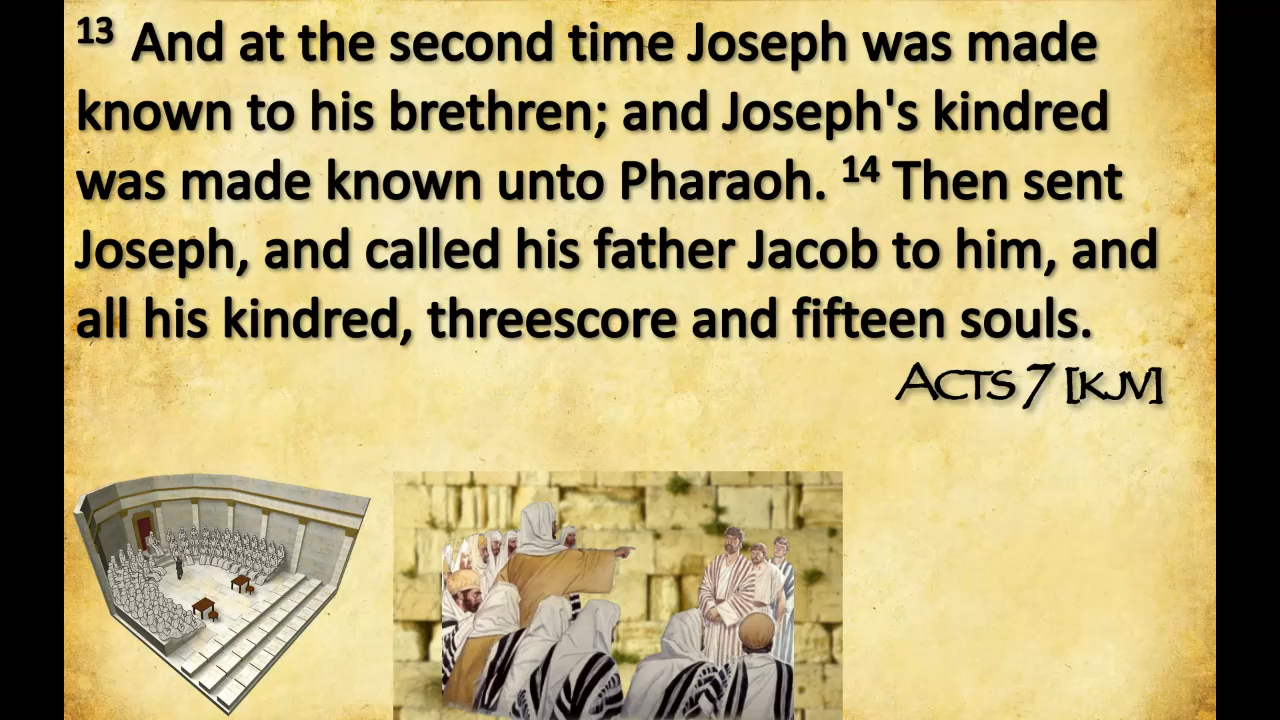 13 And at the second time Joseph was made
known to his brethren; and Joseph's kindred
was made known unto Pharaoh. 14 Then sent
Joseph, and called his father Jacob to him, and
all his kindred, threescore and fifteen souls.
Acts 7 [KJV]